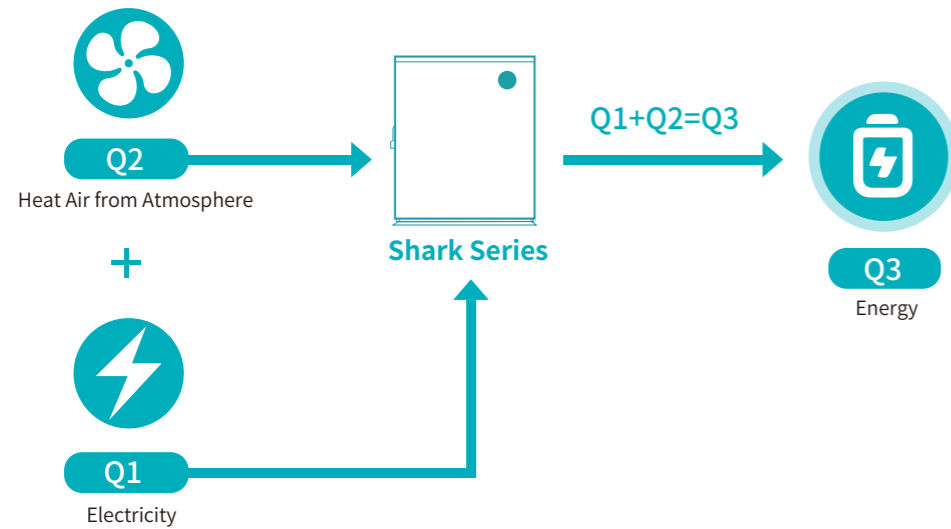 Q2
Heat Air from Atmosphere
+
Q1
Electricity
Shark Series
Q1+Q2=Q3
Q3
Energy